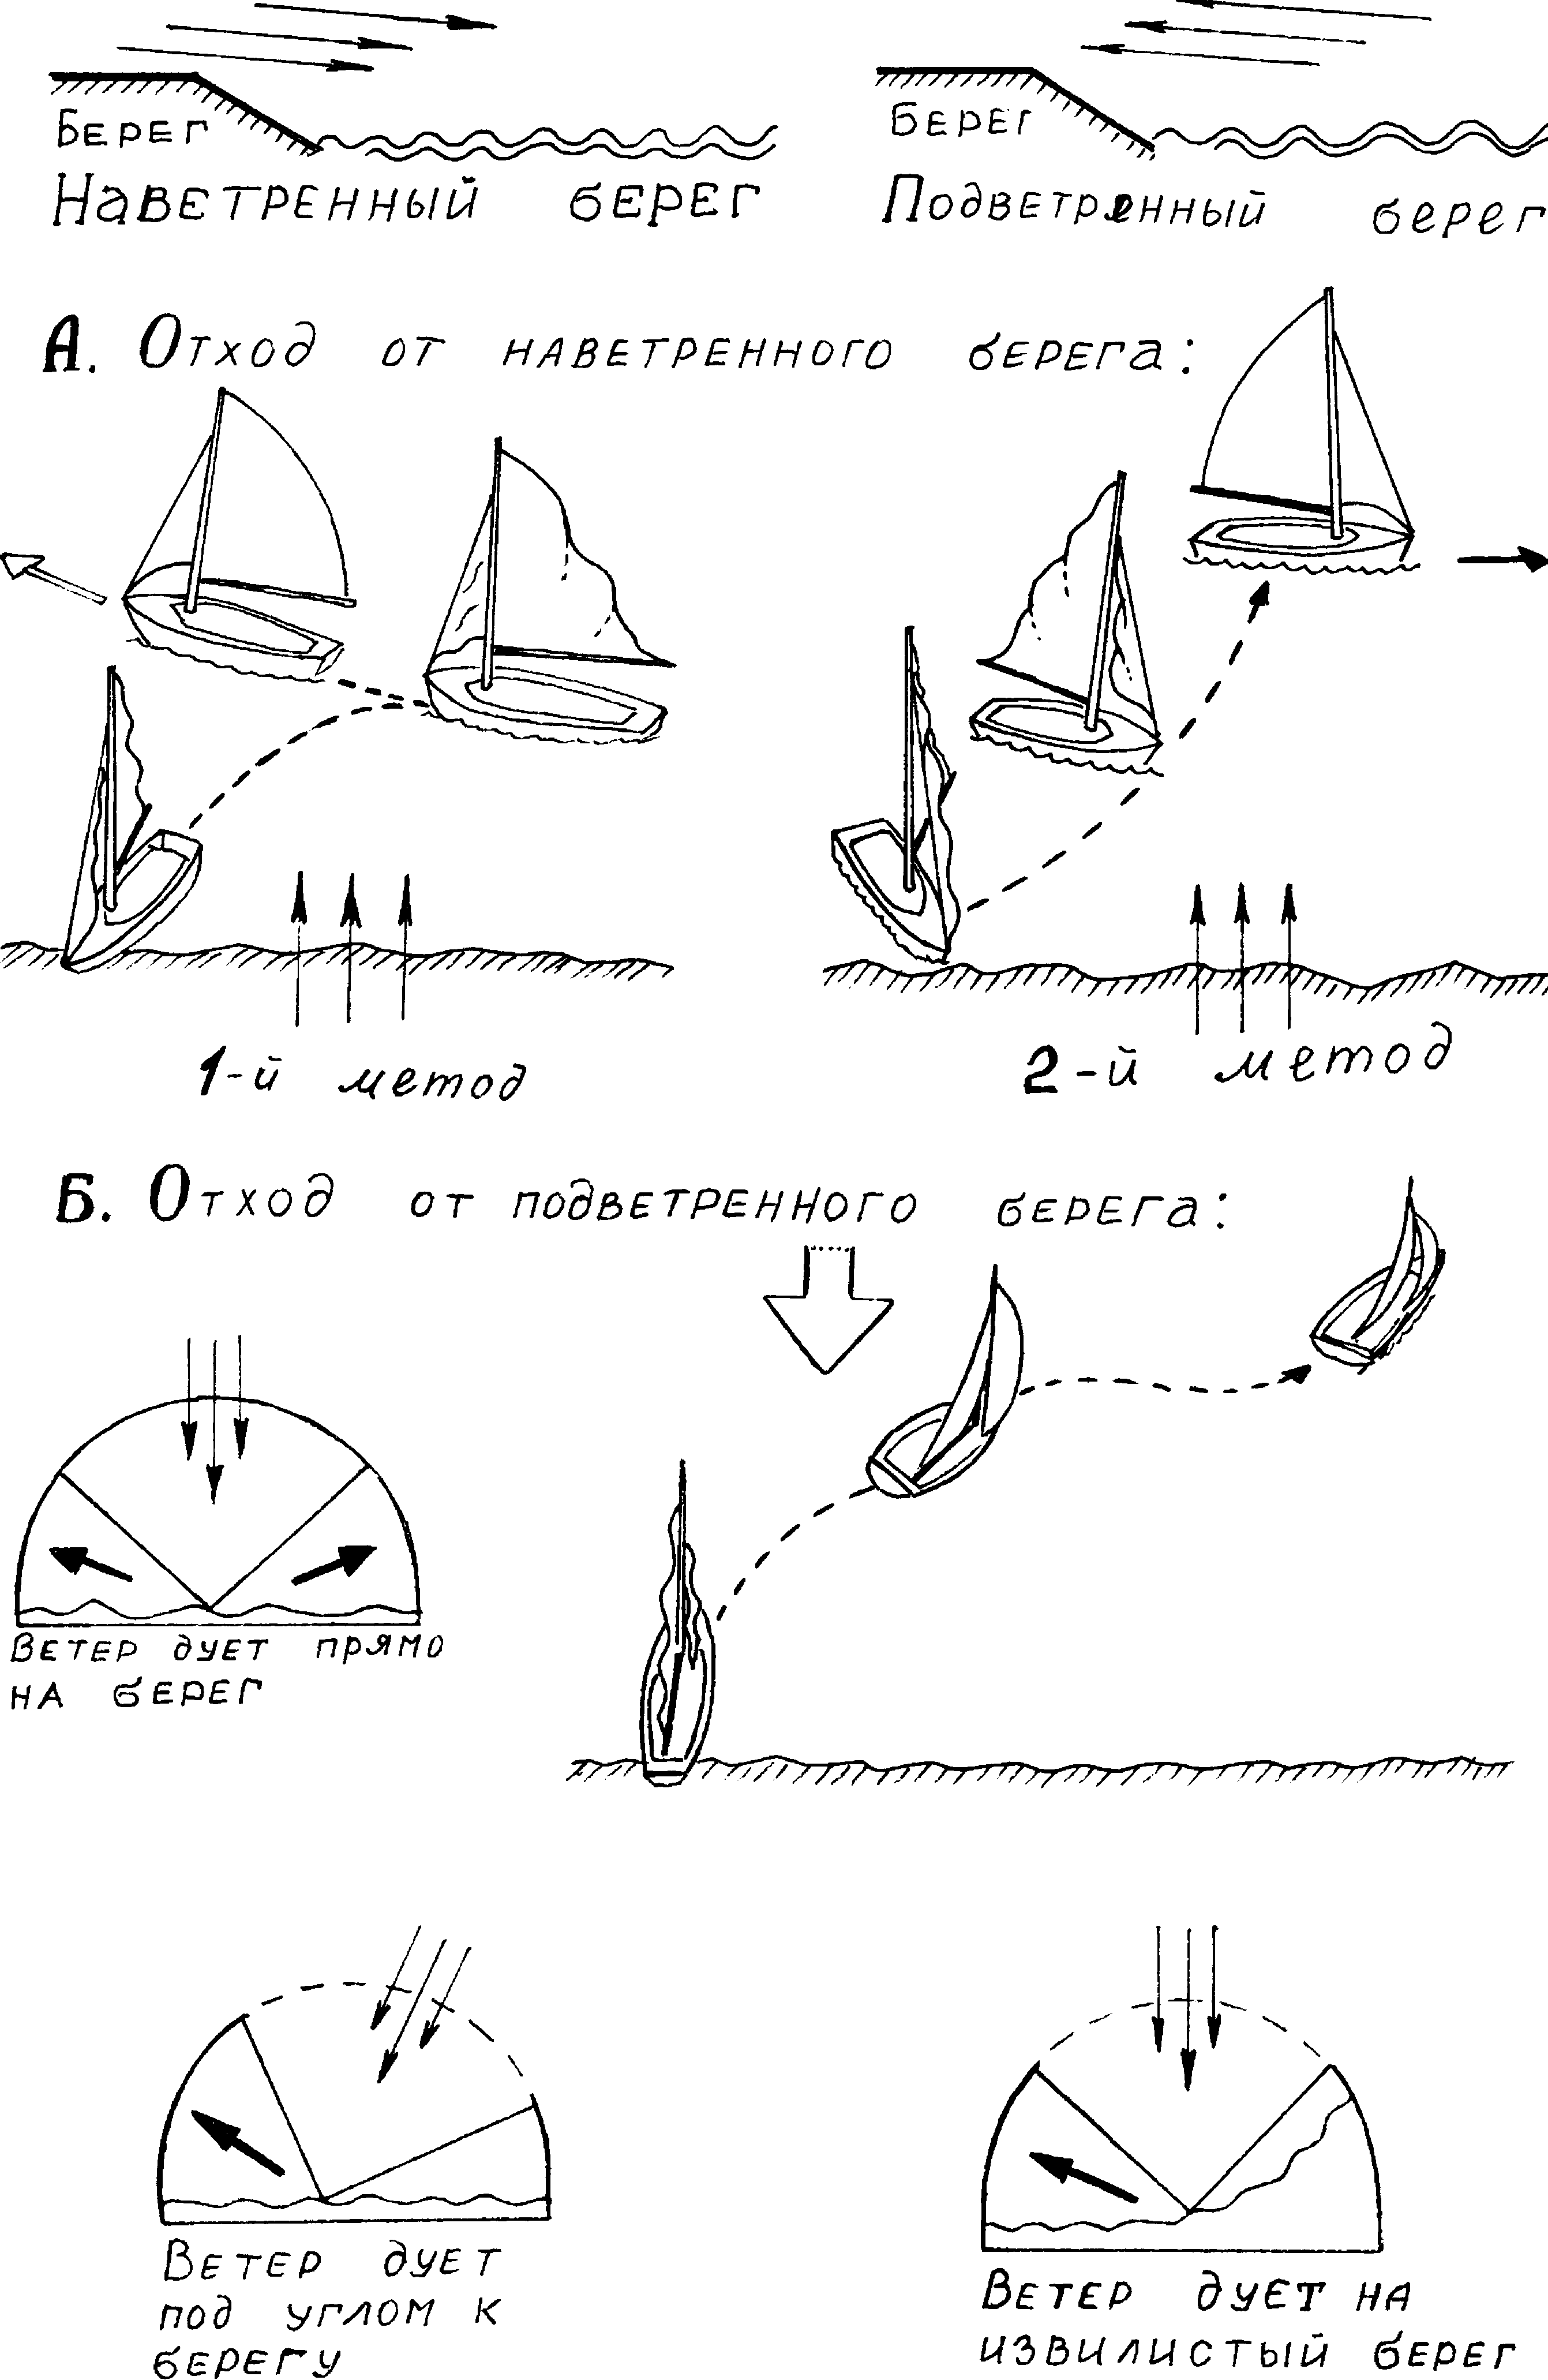 Берег
Берег
Наветренный берег
Подветренный берег
А. Отход от наветренного берега:
1-й метод
2-й метод
Б. Отход от подветренного берега:
Ветер дует прямо
на берег
Ветер дует
под углом к
берегу
Ветер дует на
извилистый берег